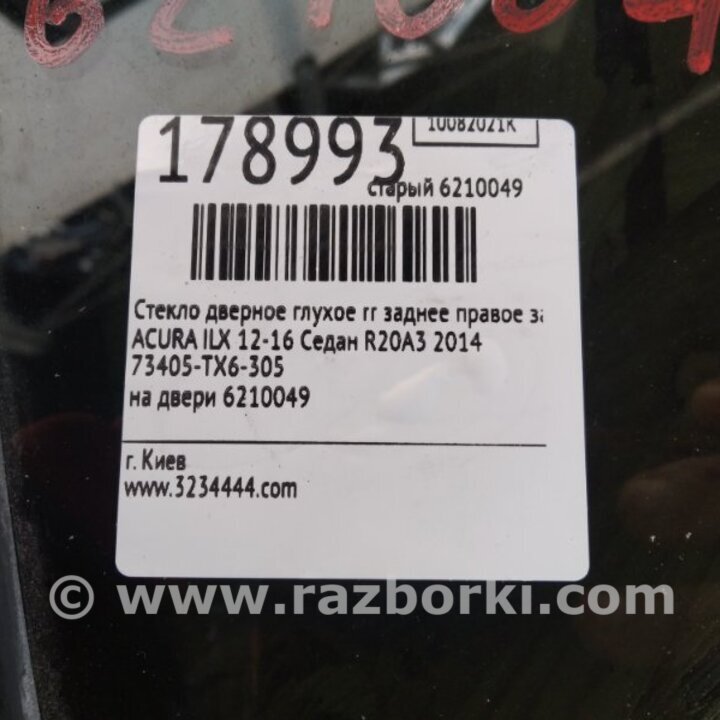 178993
10082021K
старый 6210049
Стекло дверное глухое rr заднее правое
ACURA ILX 12-16 Седан R20A3 2014
73405-TX6-305
на двери 6210049
г. Киев
www.3234444.com
© www.razborki.com